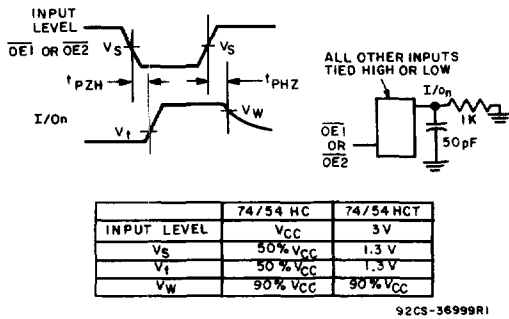 INPUT
LEVEL
OE1 OR OE2
VS
VS
tPZH
tPHZ
I/On
Vt
VW
ALL OTHER INPUTS
TIED HIGH OR LOW
I/On
1K
50pF
OE1
OR
OE2
74/54 HC 74/54 HCT
INPUT LEVEL VCC 3V
VS 50% VCC 1.3 V
Vt 50% VCC 1.3 V
VW 90% VCC 90% VCC
92CS-36999R1